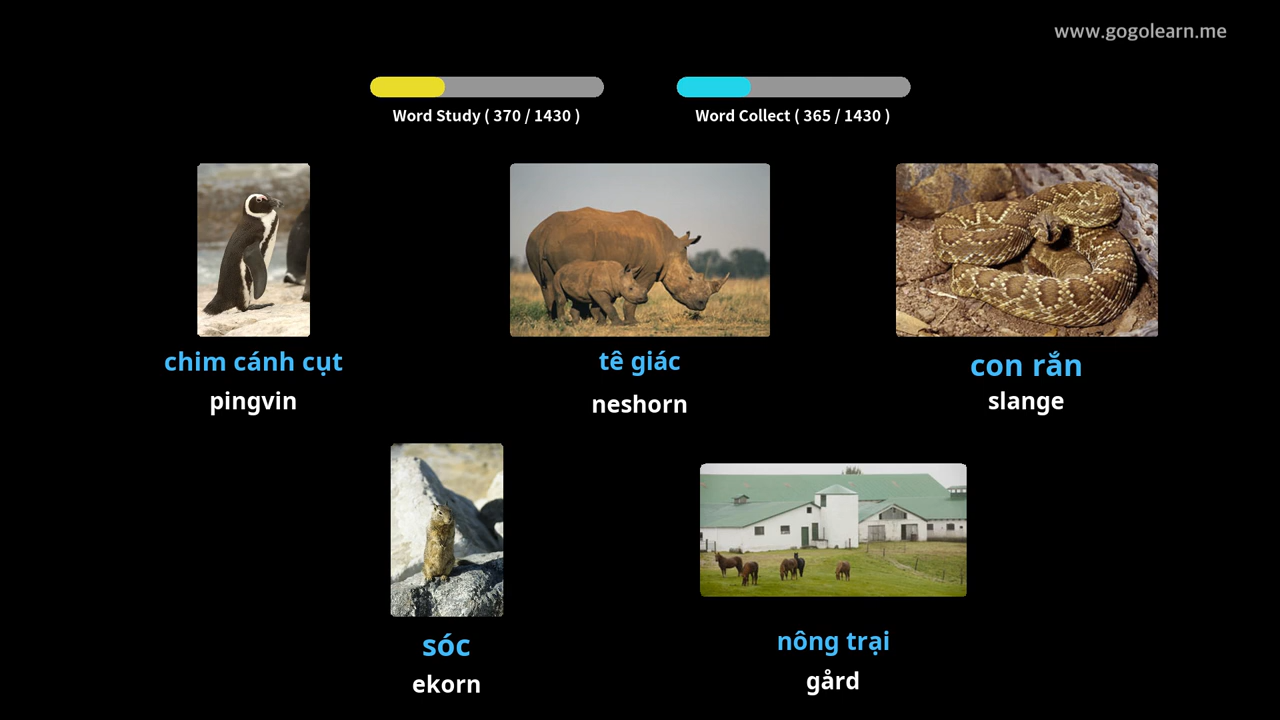 www.gogolearn.me
Word Study ( 370 / 1430 )
Word Collect ( 365 / 1430 )
chim cánh cụt
pingvin
tê giác
neshorn
con rắn
slange
sóc
ekorn
nông trại
gård